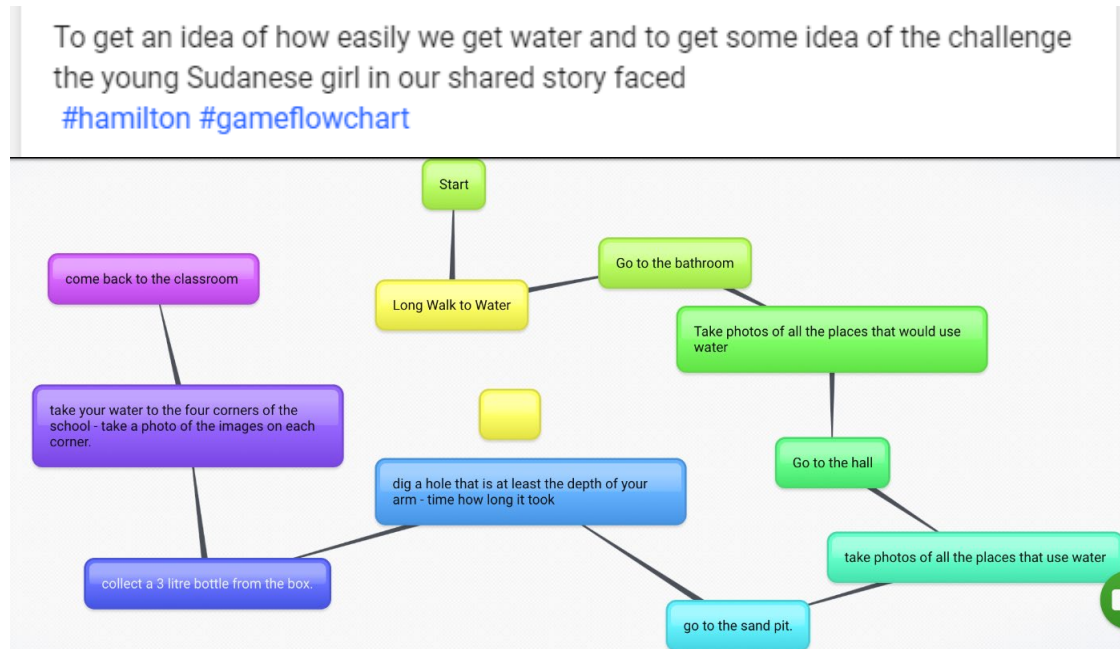 To get an idea of how easily we get water and to get some idea of the challenge
the young Sudanese girl in our shared story faced
#hamilton #gameflowchart
Start
Long Walk to Water
Go to the bathroom
Take photos of all the places that would use
water
Go to the hall
take photos of all the places that use water
go to the sand pit.
dig a hole that is at least the depth of your
arm - time how long it took
collect a 3 litre bottle from the box.
take your water to the four corners of the
school - take a photo of the images on each
corner.
come back to the classroom